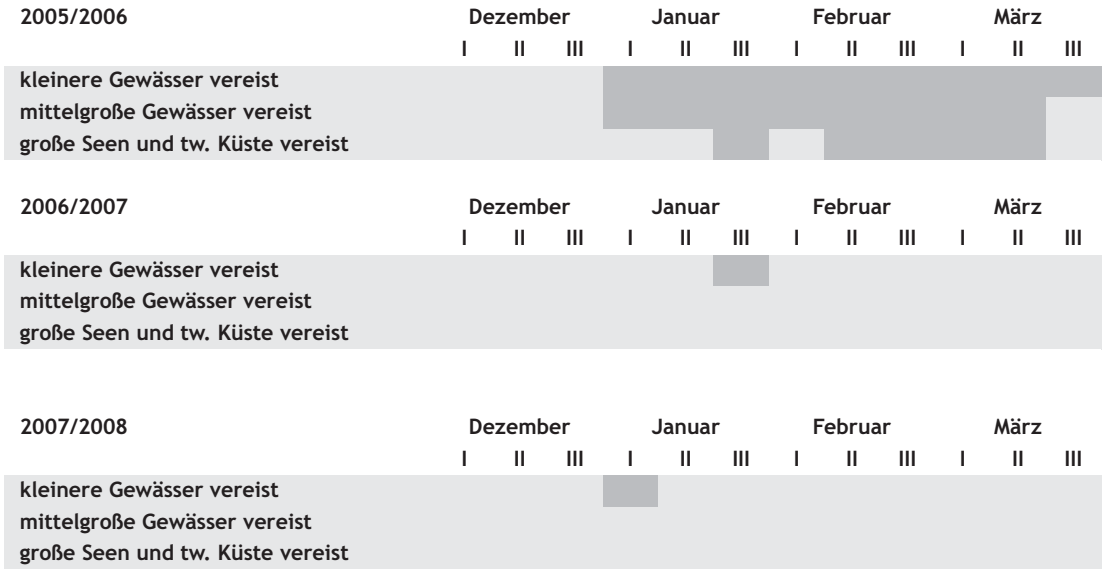 2005/2006 Dezember Januar Februar März
I II III I II III I II III I II III
kleinere Gewässer vereist
mittelgroße Gewässer vereist
große Seen und tw. Küste vereist
2006/2007 Dezember Januar Februar März
I II III I II III I II III I II III
kleinere Gewässer vereist
mittelgroße Gewässer vereist
große Seen und tw. Küste vereist
2007/2008 Dezember Januar Februar März
I II III I II III I II III I II III
kleinere Gewässer vereist
mittelgroße Gewässer vereist
große Seen und tw. Küste vereist